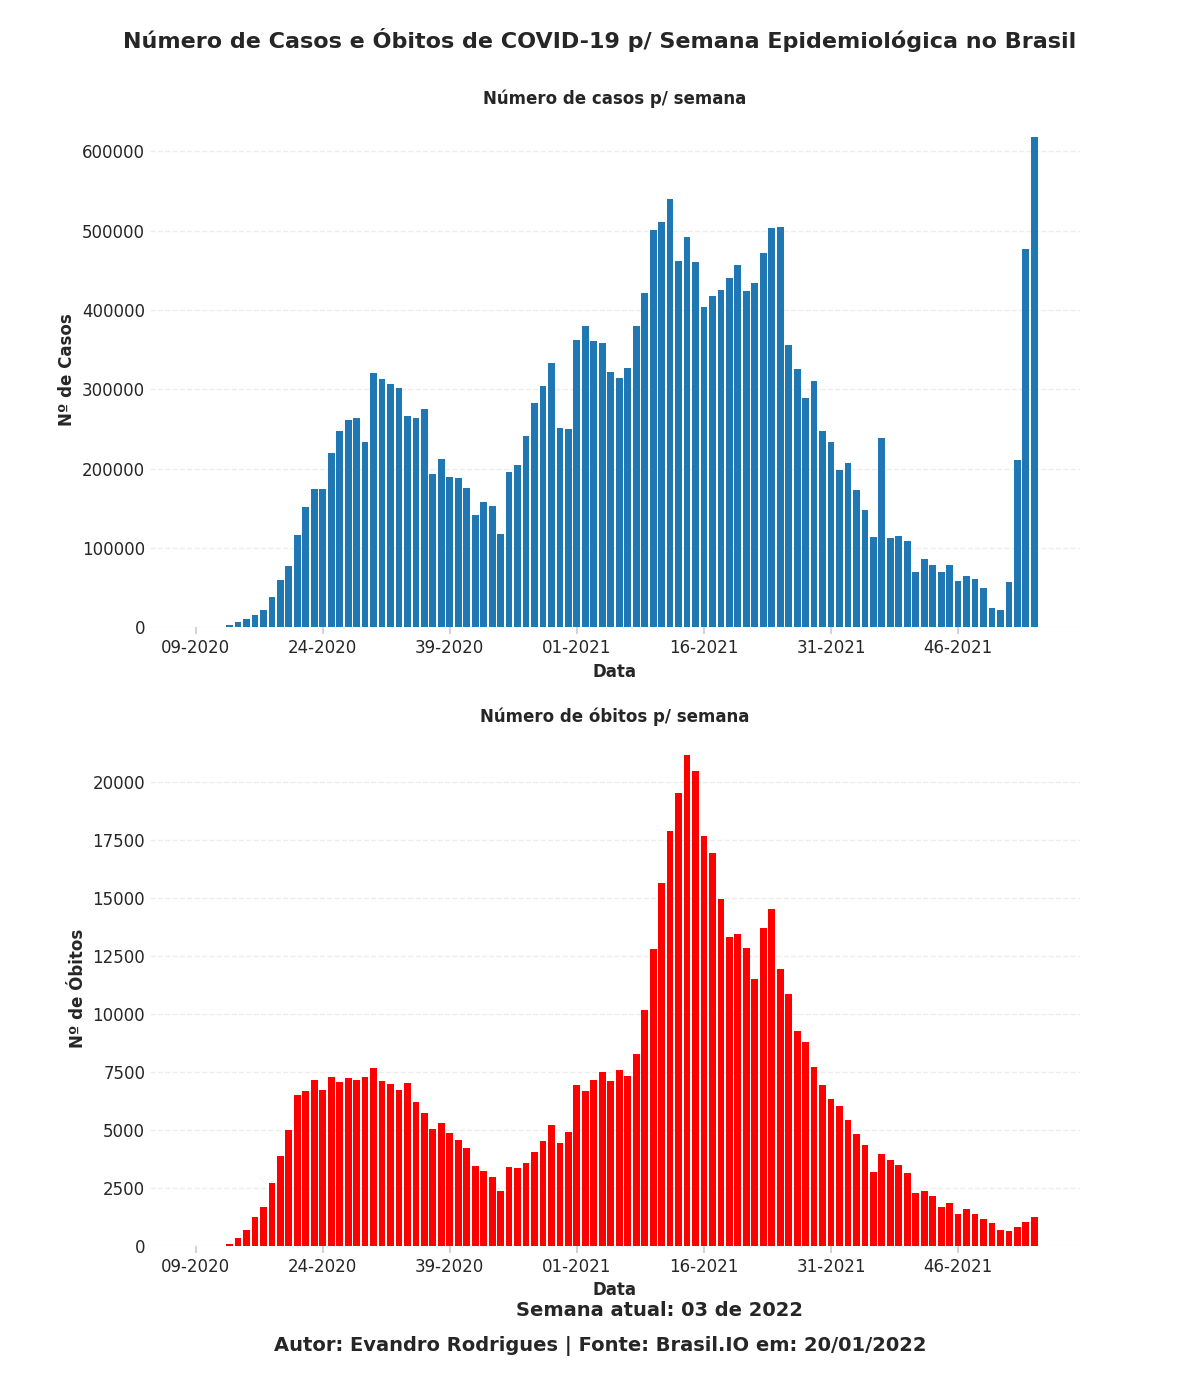 Número de Casos e Óbitos de COVID-19 p/ Semana Epidemiológica no Brasil
Número de casos p/ semana
600000
500000
400000
300000
200000
100000
0
Nº de Casos
09-2020 24-2020 39-2020 01-2021 16-2021 31-2021 46-2021
Data
Número de óbitos p/ semana
20000
17500
15000
12500
10000
7500
5000
2500
0
Nº de Óbitos
09-2020 24-2020 39-2020 01-2021 16-2021 31-2021 46-2021
Data
Semana atual: 03 de 2022
Autor: Evandro Rodrigues | Fonte: Brasil.IO em: 20/01/2022